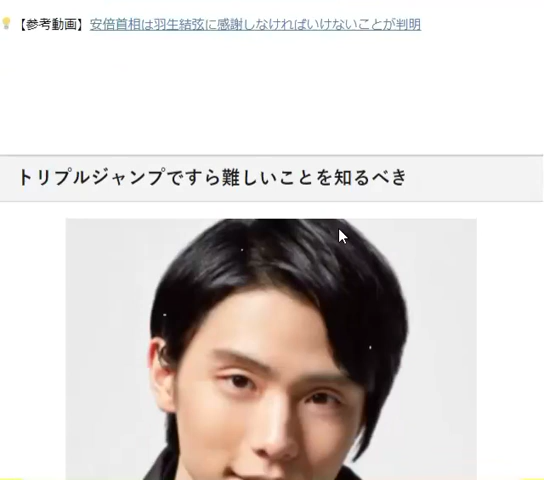 【参考動画】安倍首相は羽生結弦に感謝しなければいけないことが判明
トリプルジャンプですら難しいことを知るべき